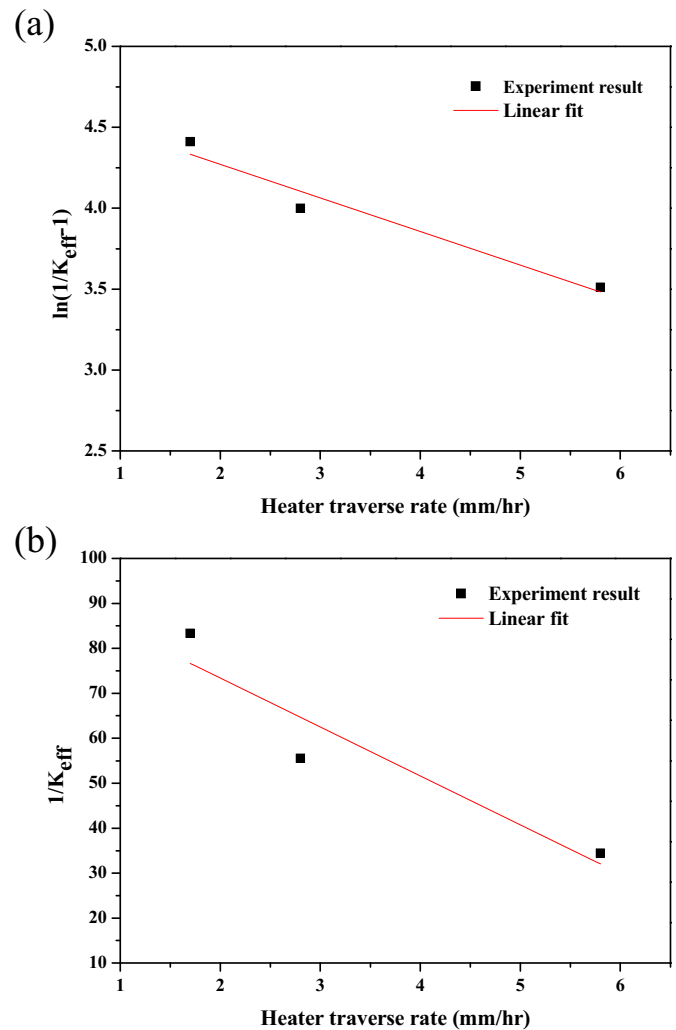 (a)
5.0
4.5
4.0
3.5
3.0
2.5
ln(1/K_eff-1)
Experiment result
Linear fit
1 2 3 4 5 6
Heater traverse rate (mm/hr)
(b)
100
90
80
70
60
50
40
30
20
10
1/K_eff
Experiment result
Linear fit
1 2 3 4 5 6
Heater traverse rate (mm/hr)